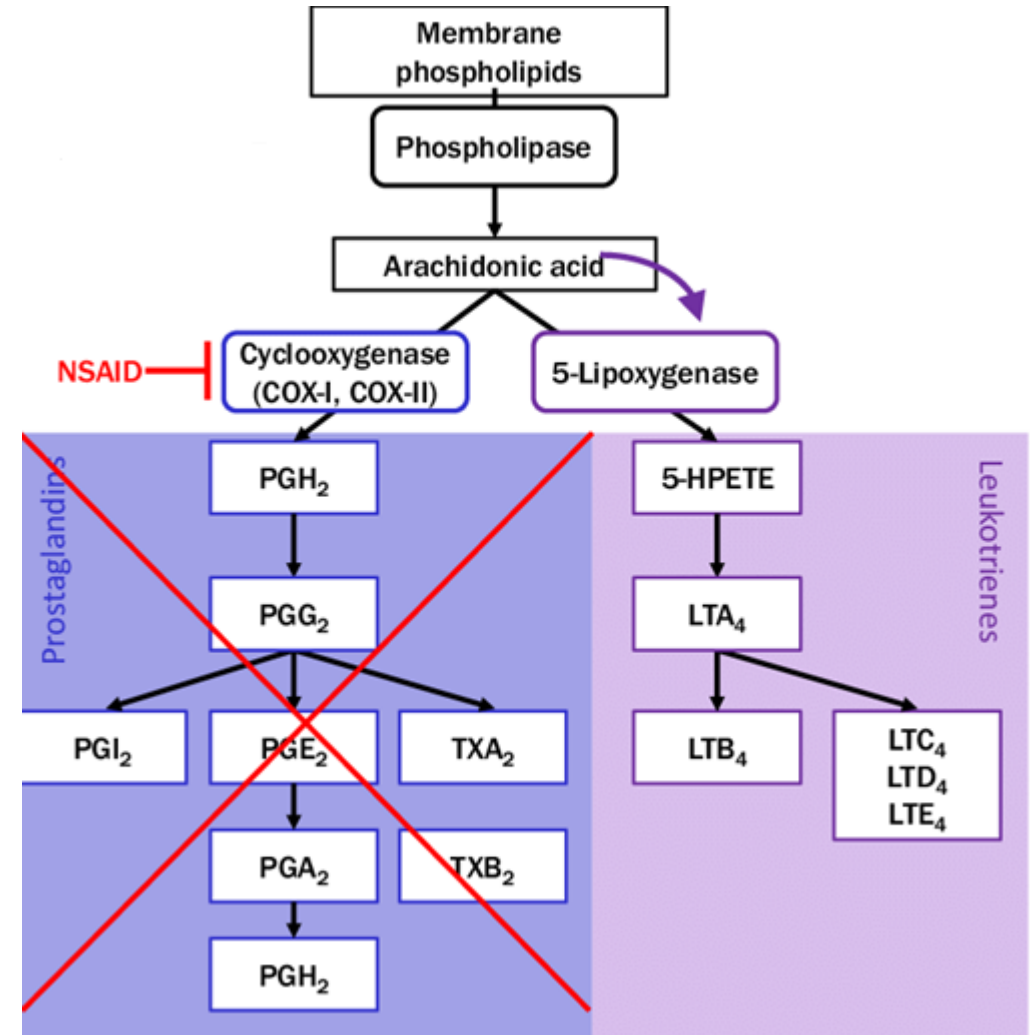 Membrane
phospholipids
Phospholipase
Arachidonic acid
NSAID
Cyclooxygenase
(COX-I, COX-II)
5-Lipoxygenase
Prostaglandins
PGH₂
PGG₂
PGI₂
PGE₂
TXA₂
PGA₂
TXB₂
PGH₂
5-HPETE
LTA₄
LTB₄
LTC₄
LTD₄
LTE₄
Leukotrienes